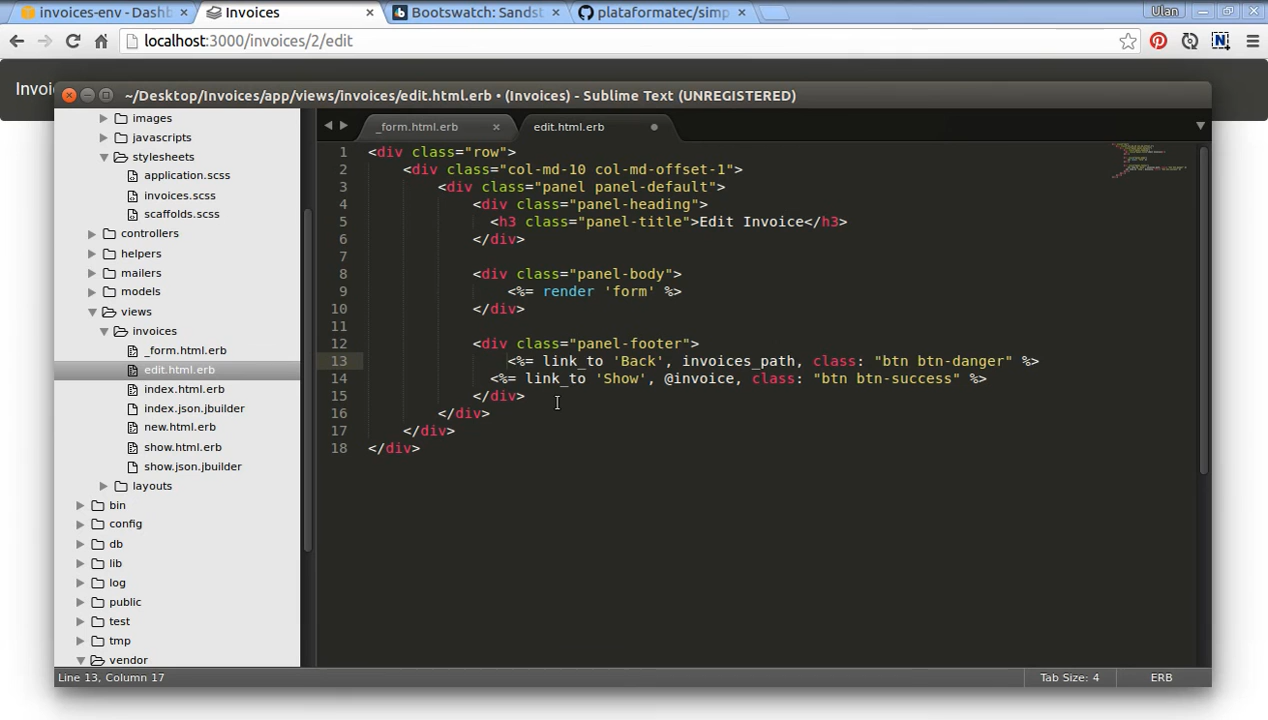 invoices-env - Dashb
Invoices
Bootswatch: Sandst
plataformatec/simp
Ulan
localhost:3000/invoices/2/edit
~/Desktop/Invoices/app/views/invoices/edit.html.erb • (Invoices) - Sublime Text (UNREGISTERED)
images
javascripts
stylesheets
application.scss
invoices.scss
scaffolds.scss
controllers
helpers
mailers
models
views
invoices
_form.html.erb
edit.html.erb
index.html.erb
index.json.jbuilder
new.html.erb
show.html.erb
show.json.jbuilder
layouts
bin
config
db
lib
log
public
test
tmp
vendor
_form.html.erb
edit.html.erb
1 <div class="row">
2 <div class="col-md-10 col-md-offset-1">
3 <div class="panel panel-default">
4 <div class="panel-heading">
5 <h3 class="panel-title">Edit Invoice</h3>
6 </div>
7
8 <div class="panel-body">
9 <%= render 'form' %>
10 </div>
11
12 <div class="panel-footer">
13 <%= link_to 'Back', invoices_path, class: "btn btn-danger" %>
14 <%= link_to 'Show', @invoice, class: "btn btn-success" %>
15 </div>
16 </div>
17 </div>
18 </div>
Line 13, Column 17
Tab Size: 4
ERB